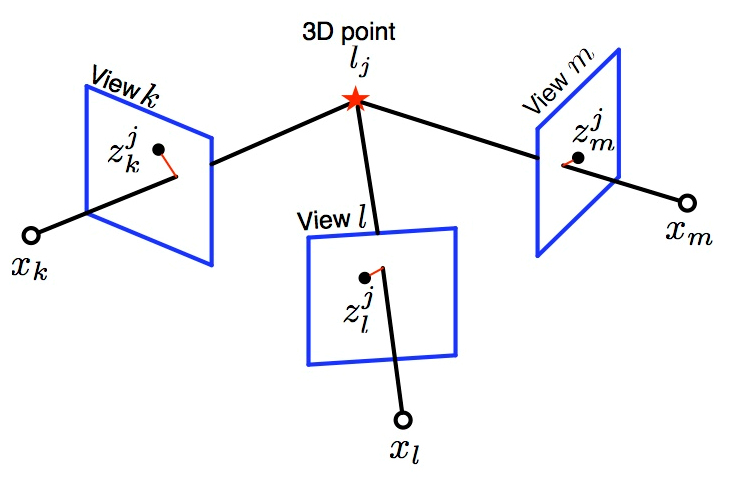 3D point
l_j
View k
z_k^j
x_k
View l
z_l^j
x_l
View m
z_m^j
x_m